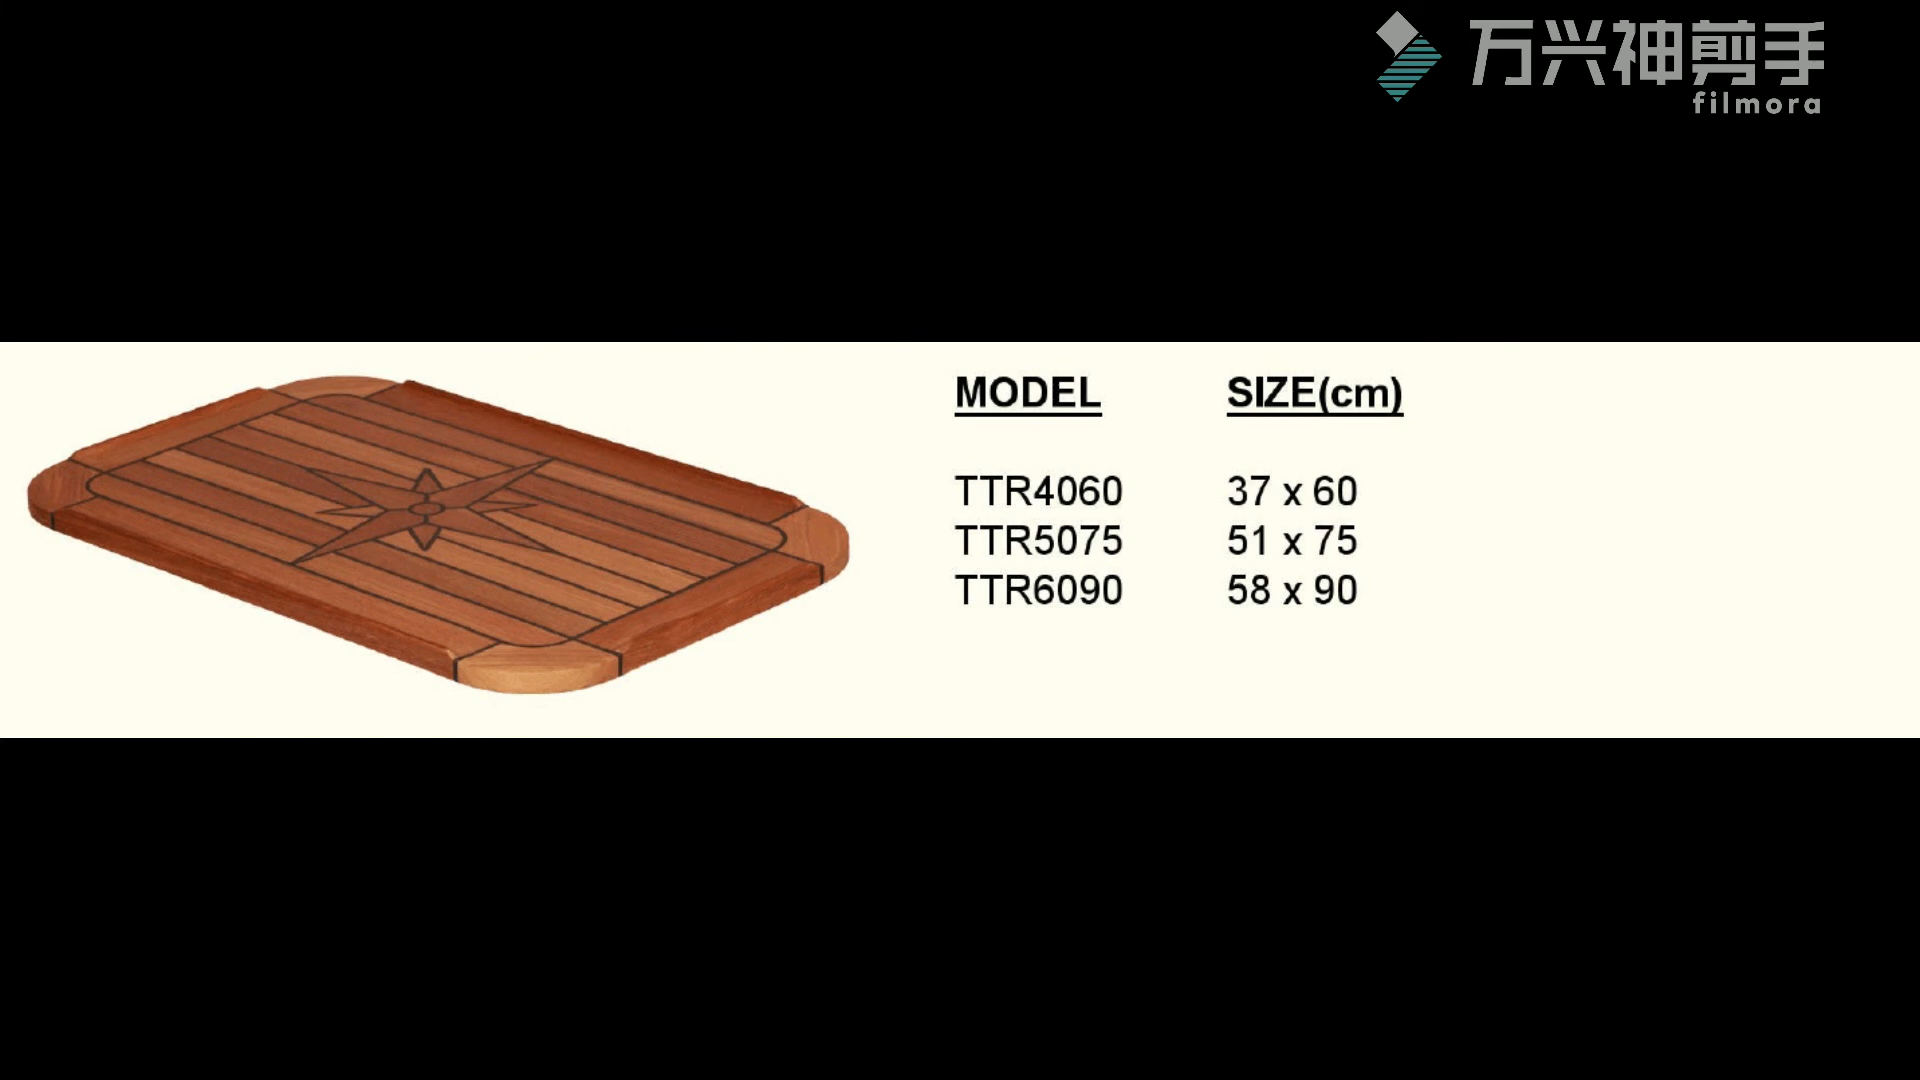 万兴神剪手
filmora
MODEL SIZE(cm)
TTR4060 37 x 60
TTR5075 51 x 75
TTR6090 58 x 90